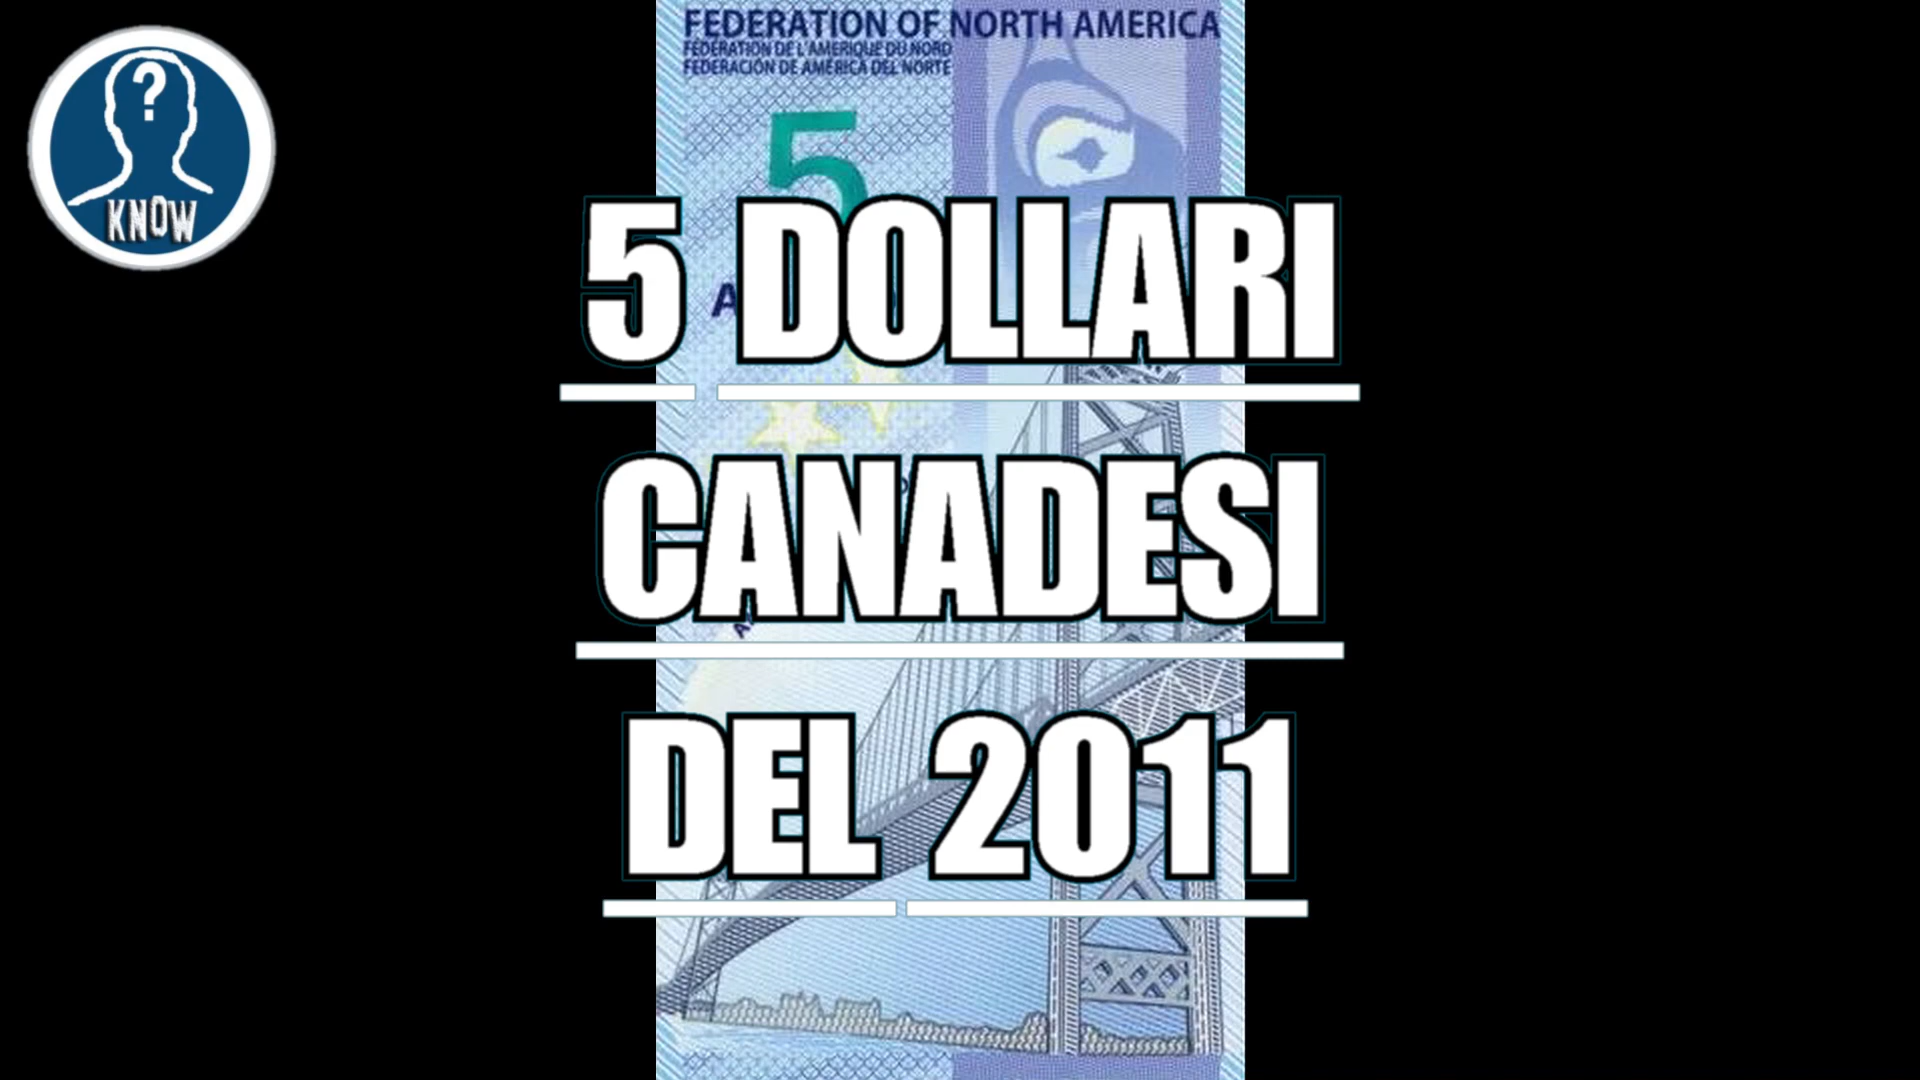 FEDERATION OF NORTH AMERICA
FÉDÉRATION DE L'AMÉRIQUE DU NORD
FEDERACIÓN DE AMÉRICA DEL NORTE
?
KNOW
5
5 DOLLARI
CANADESI
DEL 2011